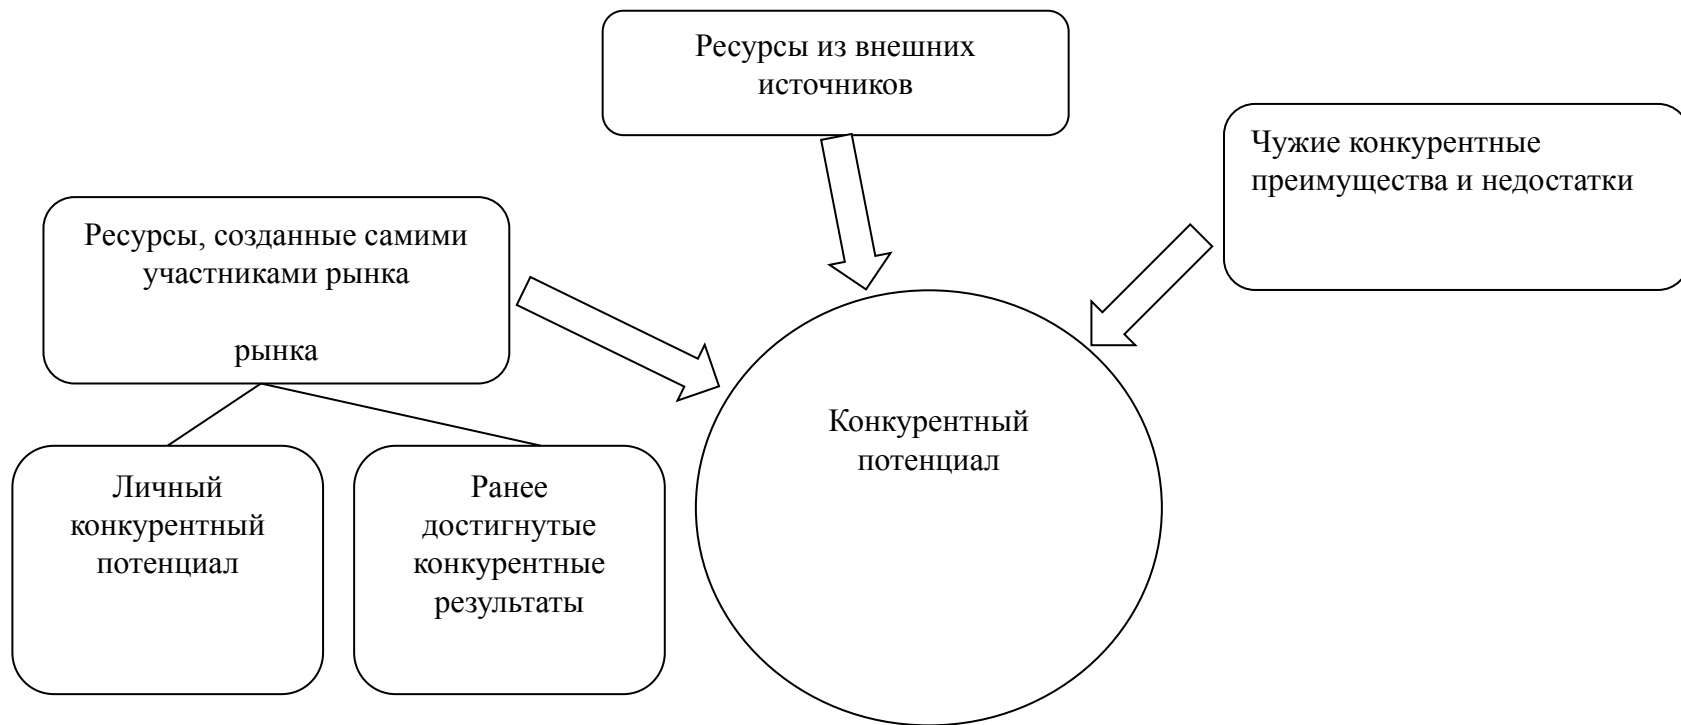 Ресурсы из внешних
источников
Чужие конкурентные
преимущества и недостатки
Ресурсы, созданные самими
участниками рынка
рынка
Конкурентный
потенциал
Личный
конкурентный
потенциал
Ранее
достигнутые
конкурентные
результаты